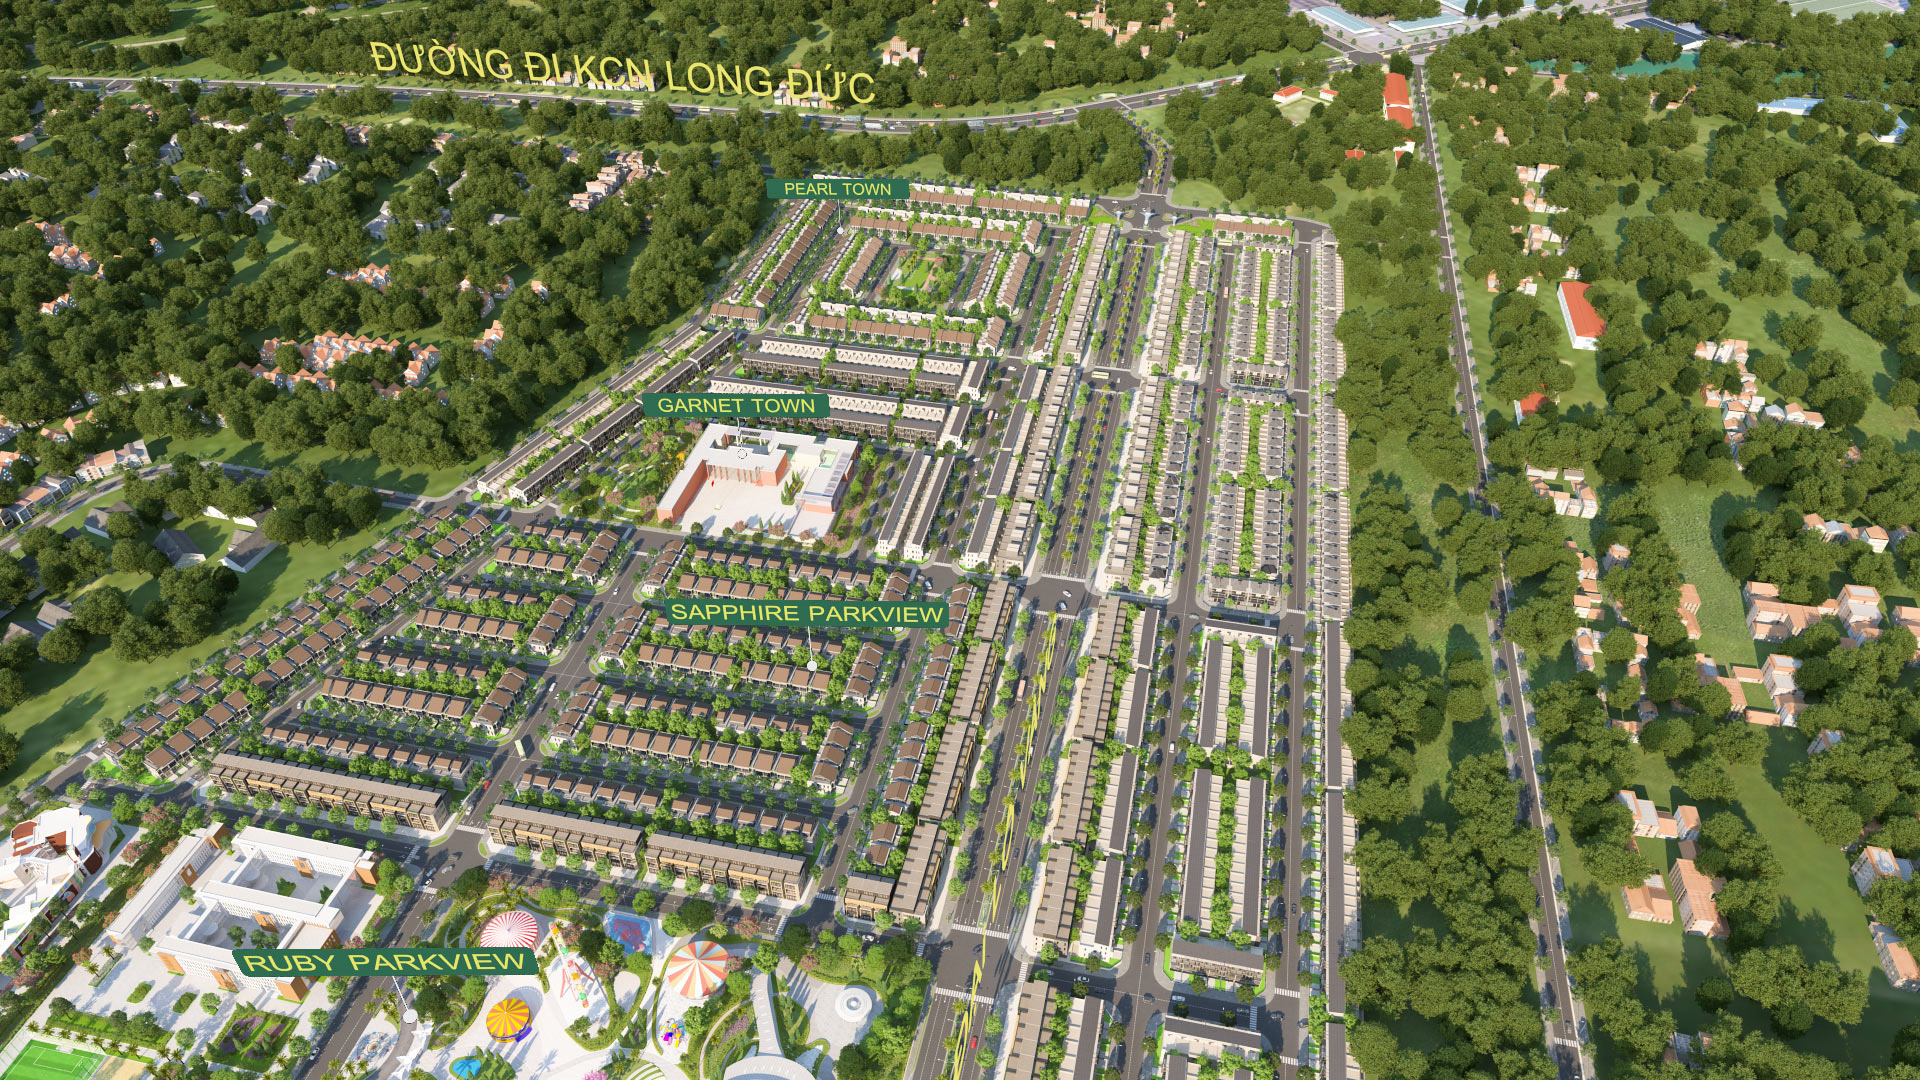 ĐƯỜNG ĐI KCN LONG ĐỨC
PEARL TOWN
GARNET TOWN
SAPPHIRE PARKVIEW
RUBY PARKVIEW